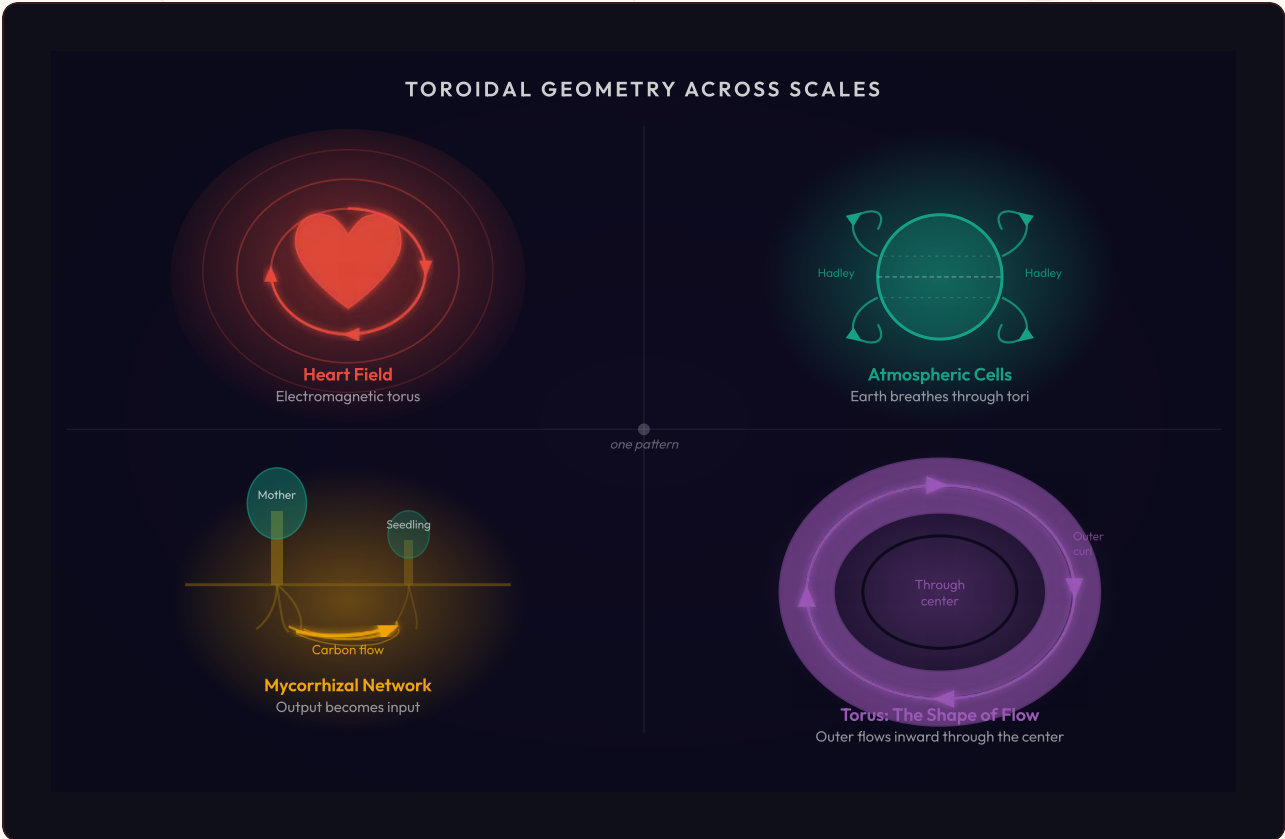 TOROIDAL GEOMETRY ACROSS SCALES
Heart Field
Electromagnetic torus
Hadley
Hadley
Atmospheric Cells
Earth breathes through tori
one pattern
Mother
Seedling
Carbon flow
Mycorrhizal Network
Output becomes input
Outer
curl
Through
center
Torus: The Shape of Flow
Outer flows inward through the center